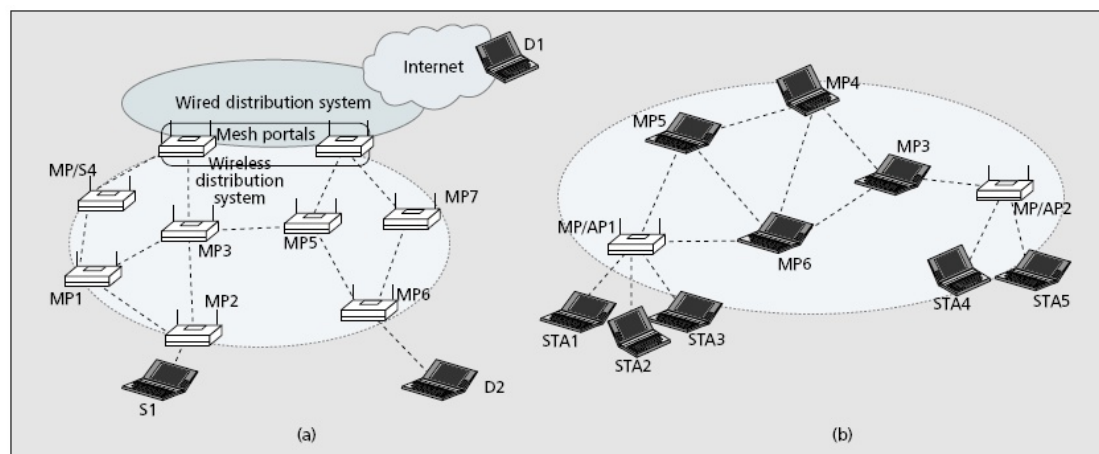 D1
Internet
Wired distribution system
Mesh portals
MP/S4
Wireless
distribution
system
MP7
MP3
MP5
MP1
MP2
MP6
S1
D2
(a)
MP4
MP5
MP3
MP/AP1
MP/AP2
MP6
STA4
STA5
STA1
STA2
STA3
(b)